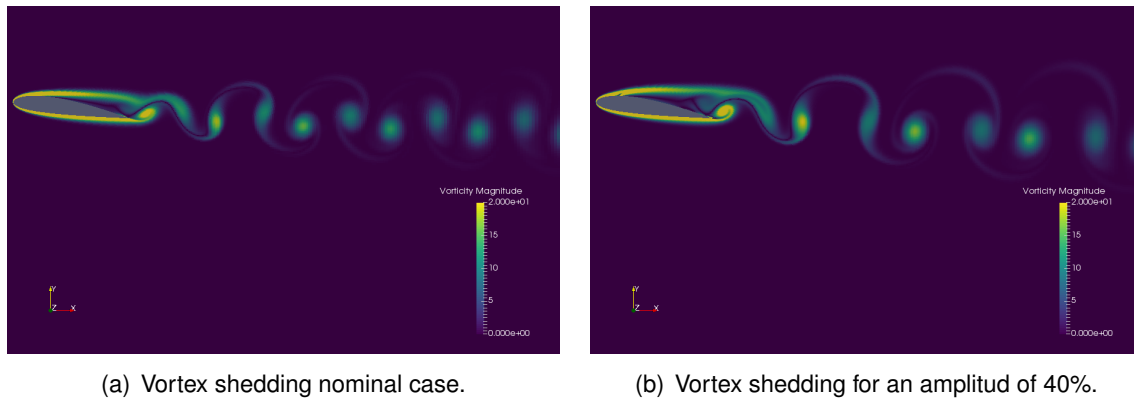 Vorticity Magnitude
2.000e+01
15
10
5
0.000e+00
Y
Z X
Vorticity Magnitude
2.000e+01
15
10
5
0.000e+00
Y
Z X
(a) Vortex shedding nominal case.
(b) Vortex shedding for an amplitud of 40%.